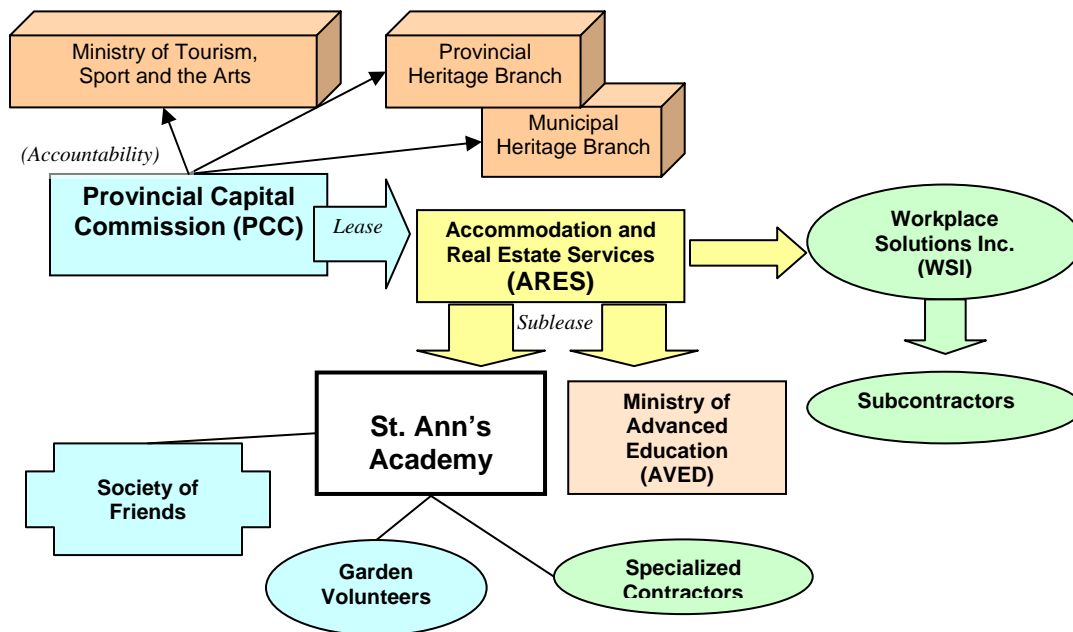 Ministry of Tourism,
Sport and the Arts
Provincial
Heritage Branch
Municipal
Heritage Branch
(Accountability)
Provincial Capital
Commission (PCC)
Lease
Accommodation and
Real Estate Services
(ARES)
Workplace
Solutions Inc.
(WSI)
Sublease
St. Ann's
Academy
Ministry of
Advanced
Education
(AVED)
Subcontractors
Society of
Friends
Garden
Volunteers
Specialized
Contractors